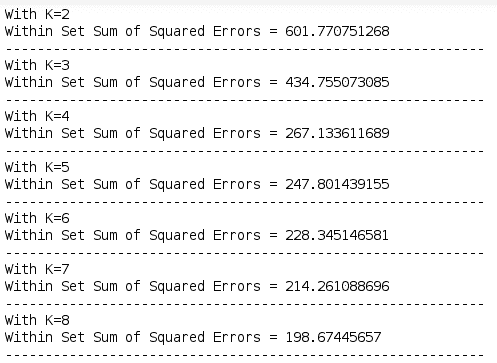 With K=2
Within Set Sum of Squared Errors = 601.770751268
------------------------------------------------------------
With K=3
Within Set Sum of Squared Errors = 434.755073085
------------------------------------------------------------
With K=4
Within Set Sum of Squared Errors = 267.133611689
------------------------------------------------------------
With K=5
Within Set Sum of Squared Errors = 247.801439155
------------------------------------------------------------
With K=6
Within Set Sum of Squared Errors = 228.345146581
------------------------------------------------------------
With K=7
Within Set Sum of Squared Errors = 214.261088696
------------------------------------------------------------
With K=8
Within Set Sum of Squared Errors = 198.67445657
------------------------------------------------------------